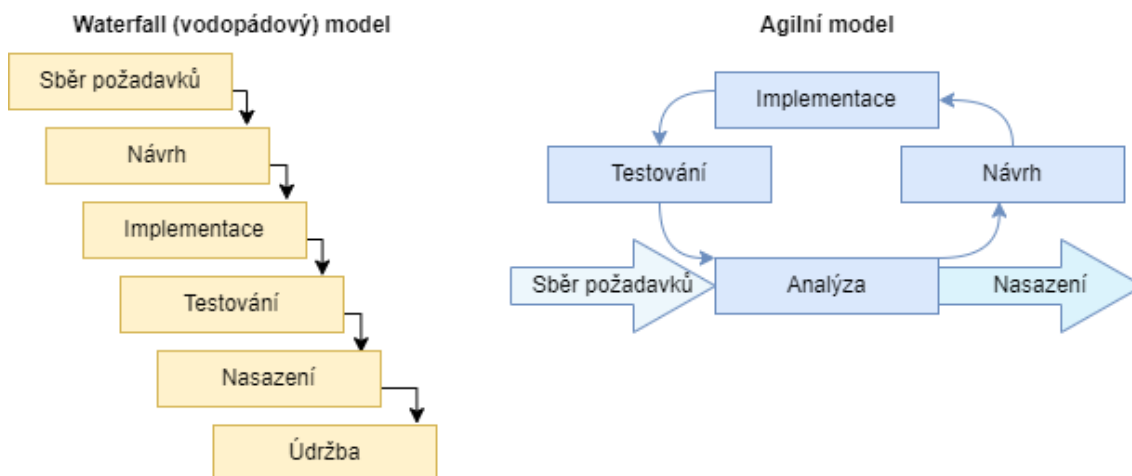 Waterfall (vodopádový) model
Sběr požadavků
Návrh
Implementace
Testování
Nasazení
Údržba
Agilní model
Implementace
Testování
Návrh
Sběr požadavků
Analýza
Nasazení